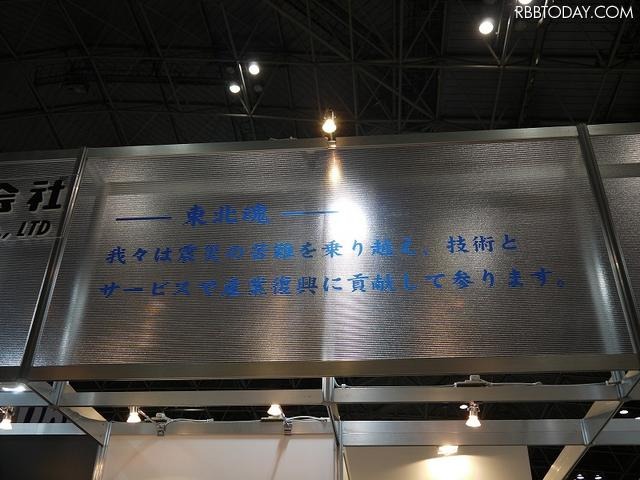 RBBTODAY.COM
会社
., LTD
東北魂
我々は震災の苦難を乗り越え、技術と
サービスで産業復興に貢献して参ります。